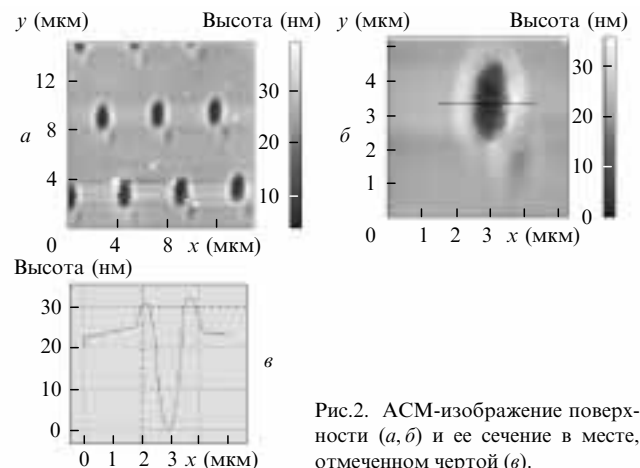 y (мкм) Высота (нм)
12
8
4
0 4 8 x (мкм)
30
20
10
а
y (мкм) Высота (нм)
4
3
2
1
0 1 2 3 x (мкм)
30
20
10
0
б
Высота (нм)
30
20
10
0
0 1 2 3 x (мкм)
в
Рис.2. АСМ-изображение поверх-
ности (а, б) и ее сечение в месте,
отмеченном чертой (в).